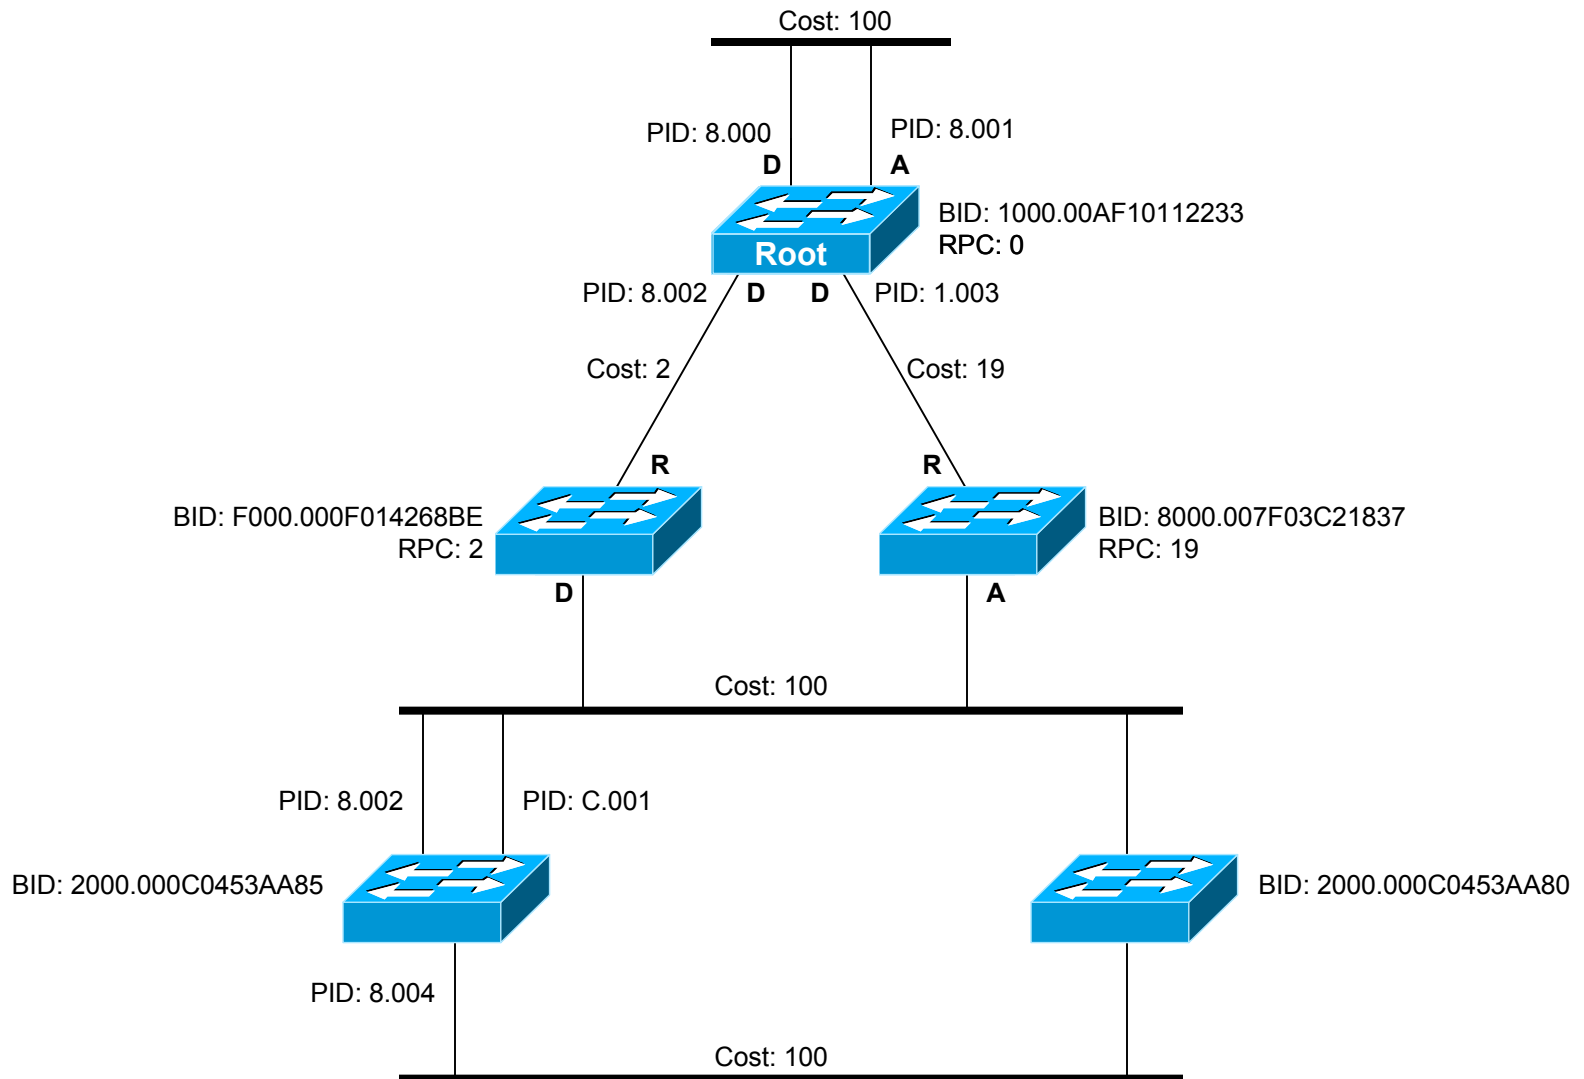 Cost: 100
PID: 8.000
PID: 8.001
D
A
BID: 1000.00AF10112233
RPC: 0
Root
PID: 8.002
D
D
PID: 1.003
Cost: 2
Cost: 19
R
R
BID: F000.000F014268BE
RPC: 2
BID: 8000.007F03C21837
RPC: 19
D
A
Cost: 100
PID: 8.002
PID: C.001
BID: 2000.000C0453AA85
BID: 2000.000C0453AA80
PID: 8.004
Cost: 100